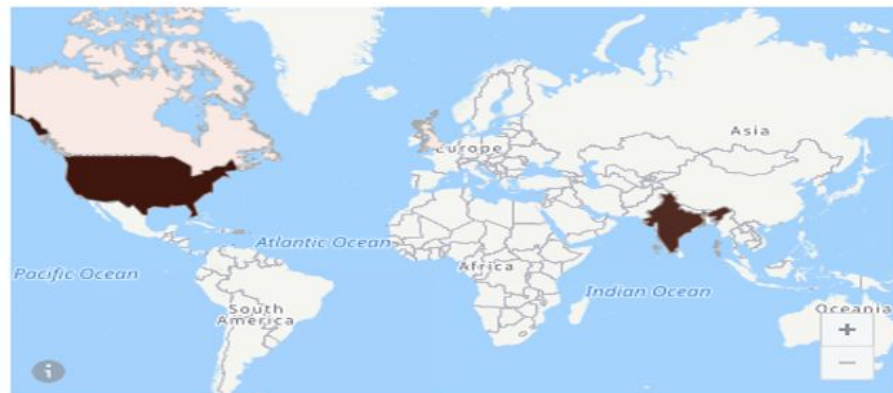 Asia
Europe
Atlantic Ocean
Africa
Pacific Ocean
Indian Ocean
South
America
Oceania
+
−
i